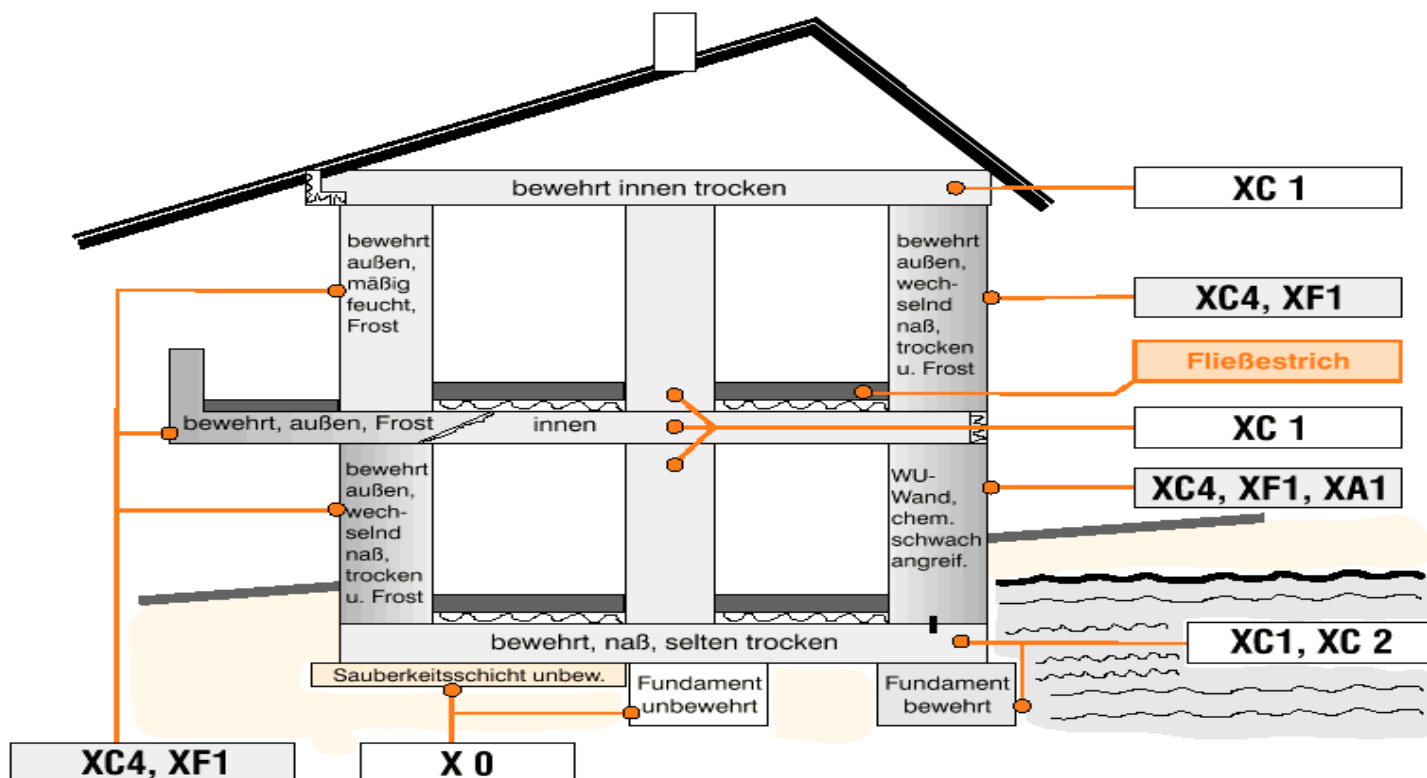 bewehrt innen trocken
XC 1
bewehrt
außen,
mäßig
feucht,
Frost
bewehrt
außen,
wech-
selnd
naß,
trocken
u. Frost
XC4, XF1
Fließestrich
bewehrt, außen, Frost
innen
XC 1
bewehrt
außen,
wech-
selnd
naß,
trocken
u. Frost
WU-
Wand,
chem.
schwach
angreif.
XC4, XF1, XA1
bewehrt, naß, selten trocken
XC1, XC 2
Sauberkeitsschicht unbew.
Fundament
unbewehrt
Fundament
bewehrt
XC4, XF1
X 0